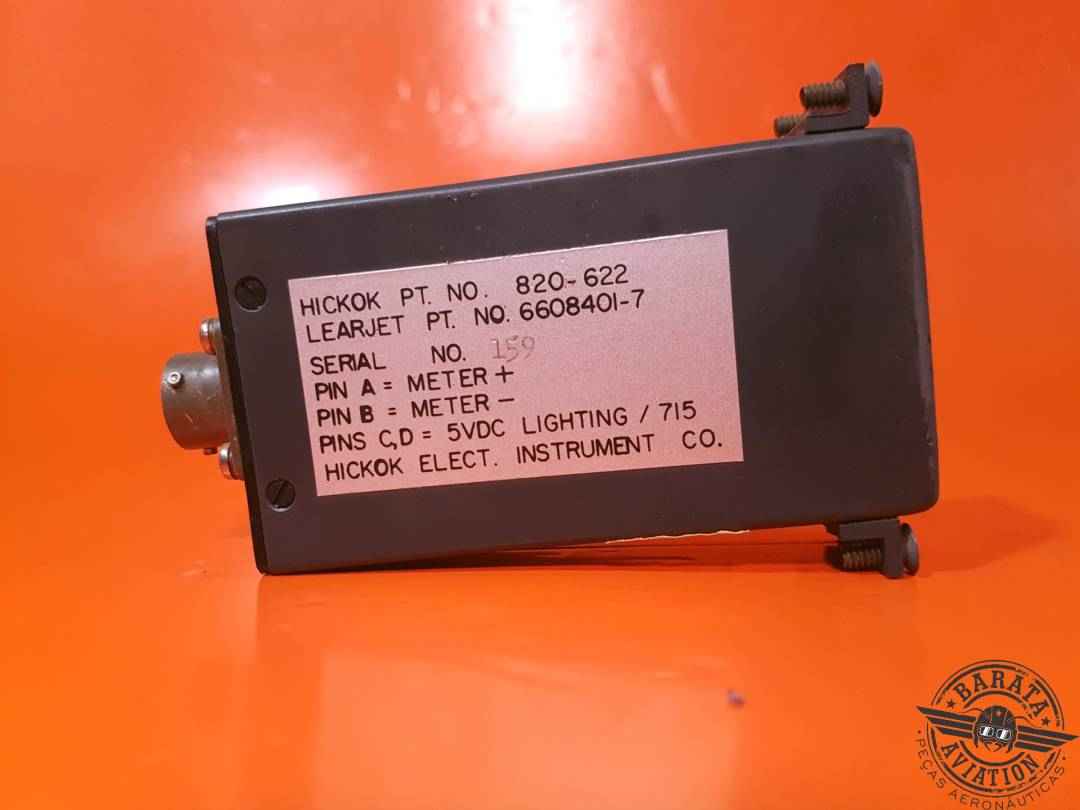 HICKOK PT. NO. 820-622
LEARJET PT. NO. 6608401-7
SERIAL NO. 159
PIN A = METER +
PIN B = METER -
PINS C,D = 5VDC LIGHTING / 715
HICKOK ELECT. INSTRUMENT CO.
BARATA
AVIATION
PEÇAS AERONÁUTICAS